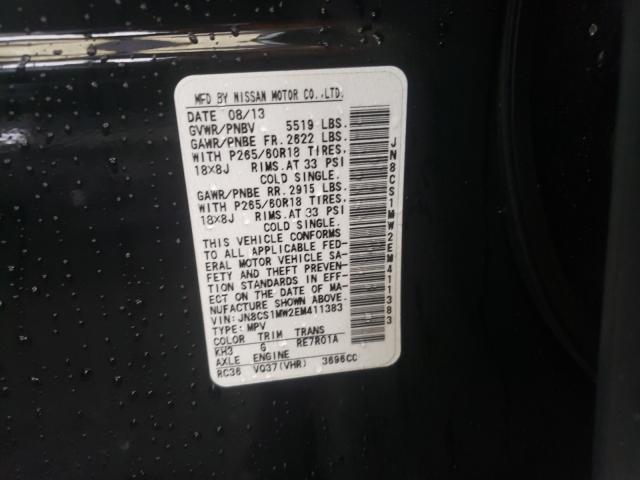 MFD BY NISSAN MOTOR CO.,LTD.
DATE 08/13
GVWR/PNBV 5519 LBS.
GAWR/PNBE FR. 2622 LBS.
WITH P265/60R18 TIRES,
18X8J RIMS.AT 33 PSI
COLD SINGLE.
GAWR/PNBE RR. 2915 LBS.
WITH P265/60R18 TIRES,
18X8J RIMS.AT 33 PSI
COLD SINGLE.
THIS VEHICLE CONFORMS
TO ALL APPLICABLE FED-
ERAL MOTOR VEHICLE SA-
FETY AND THEFT PREVEN-
TION STANDARDS IN EFF-
ECT ON THE DATE OF MA-
NUFACTURE SHOWN ABOVE.
VIN: JN8CS1MW2EM411383
TYPE: MPV
COLOR TRIM TRANS
KH3 G RE7R01A
AXLE ENGINE
RC36 VQ37(VHR) 3696CC
JN8CS1MW2EM411383